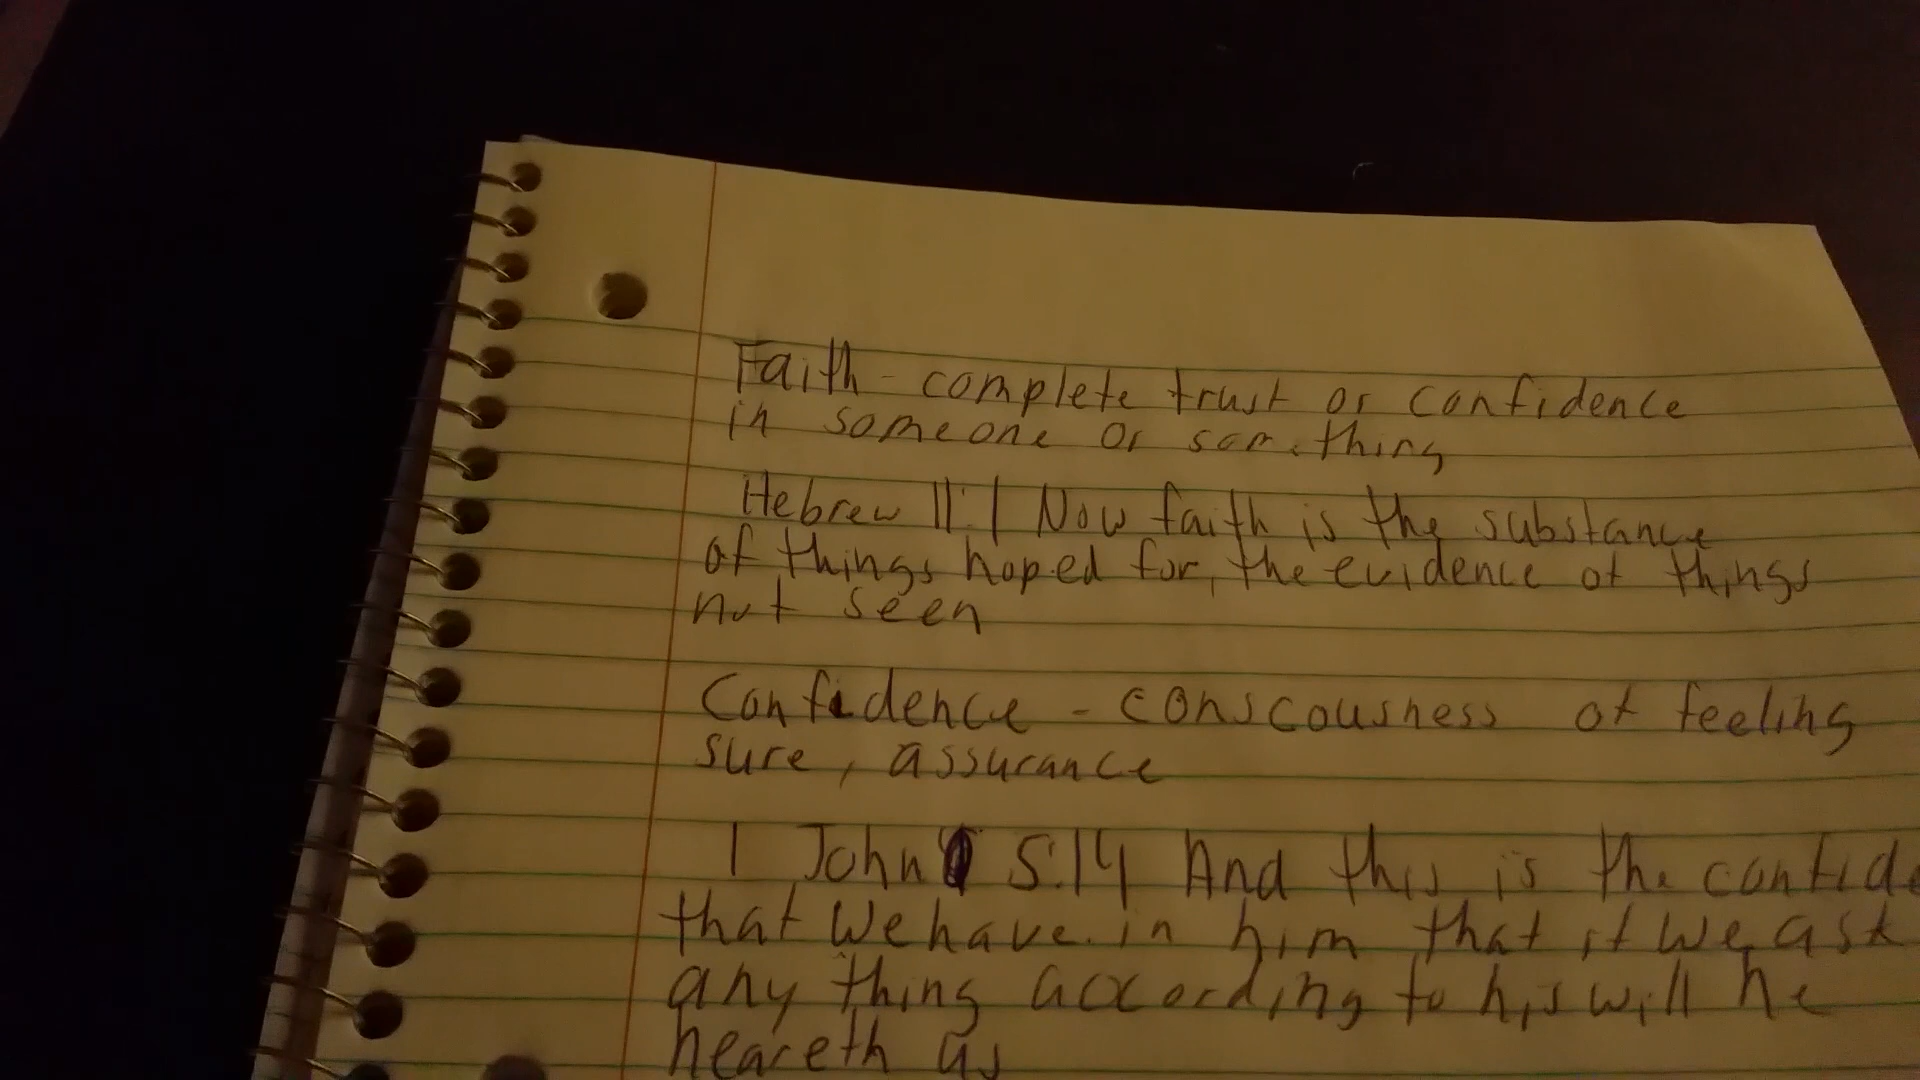 Faith - complete trust or confidence
in someone or something
Hebrew 11:1 Now faith is the substance
of things hoped for, the evidence of things
not seen
Confidence - conscousness of feeling
sure, assurance
1 John 5:14 And this is the confide
that we have in him that if we ask
any thing according to his will he
heareth us